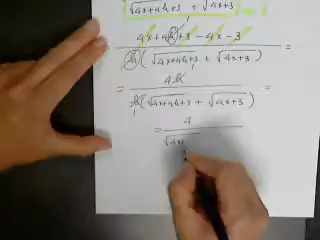 √4x+4h+3 + √4x+3
4x+4h+3 - 4x - 3
h (√4x+4h+3 + √4x+3) =
= 4h
h (√4x+4h+3 + √4x+3) =
1
= 4
√4x